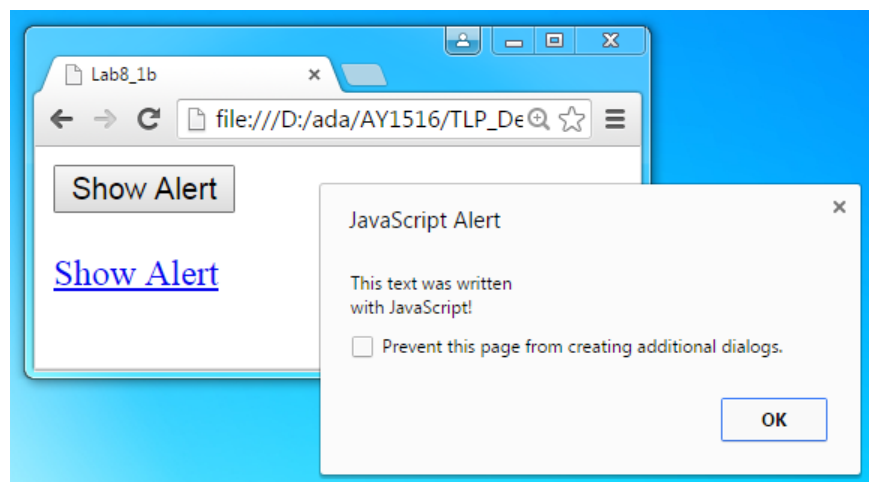 Lab8_1b
file:///D:/ada/AY1516/TLP_De
Show Alert
Show Alert
JavaScript Alert
This text was written
with JavaScript!
Prevent this page from creating additional dialogs.
OK